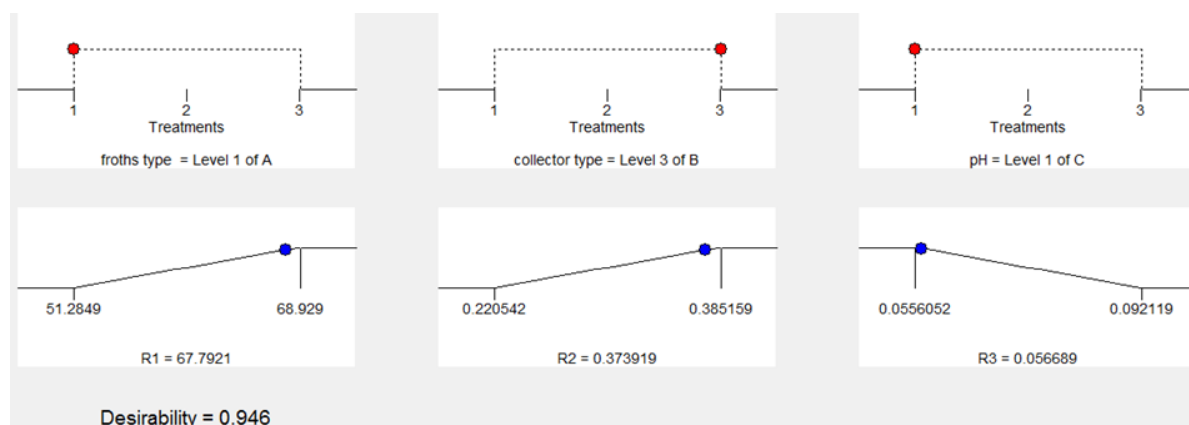 1 2 3
Treatments
froths type = Level 1 of A
1 2 3
Treatments
collector type = Level 3 of B
1 2 3
Treatments
pH = Level 1 of C
51.2849 68.929
R1 = 67.7921
0.220542 0.385159
R2 = 0.373919
0.0556052 0.092119
R3 = 0.056689
Desirability = 0.946